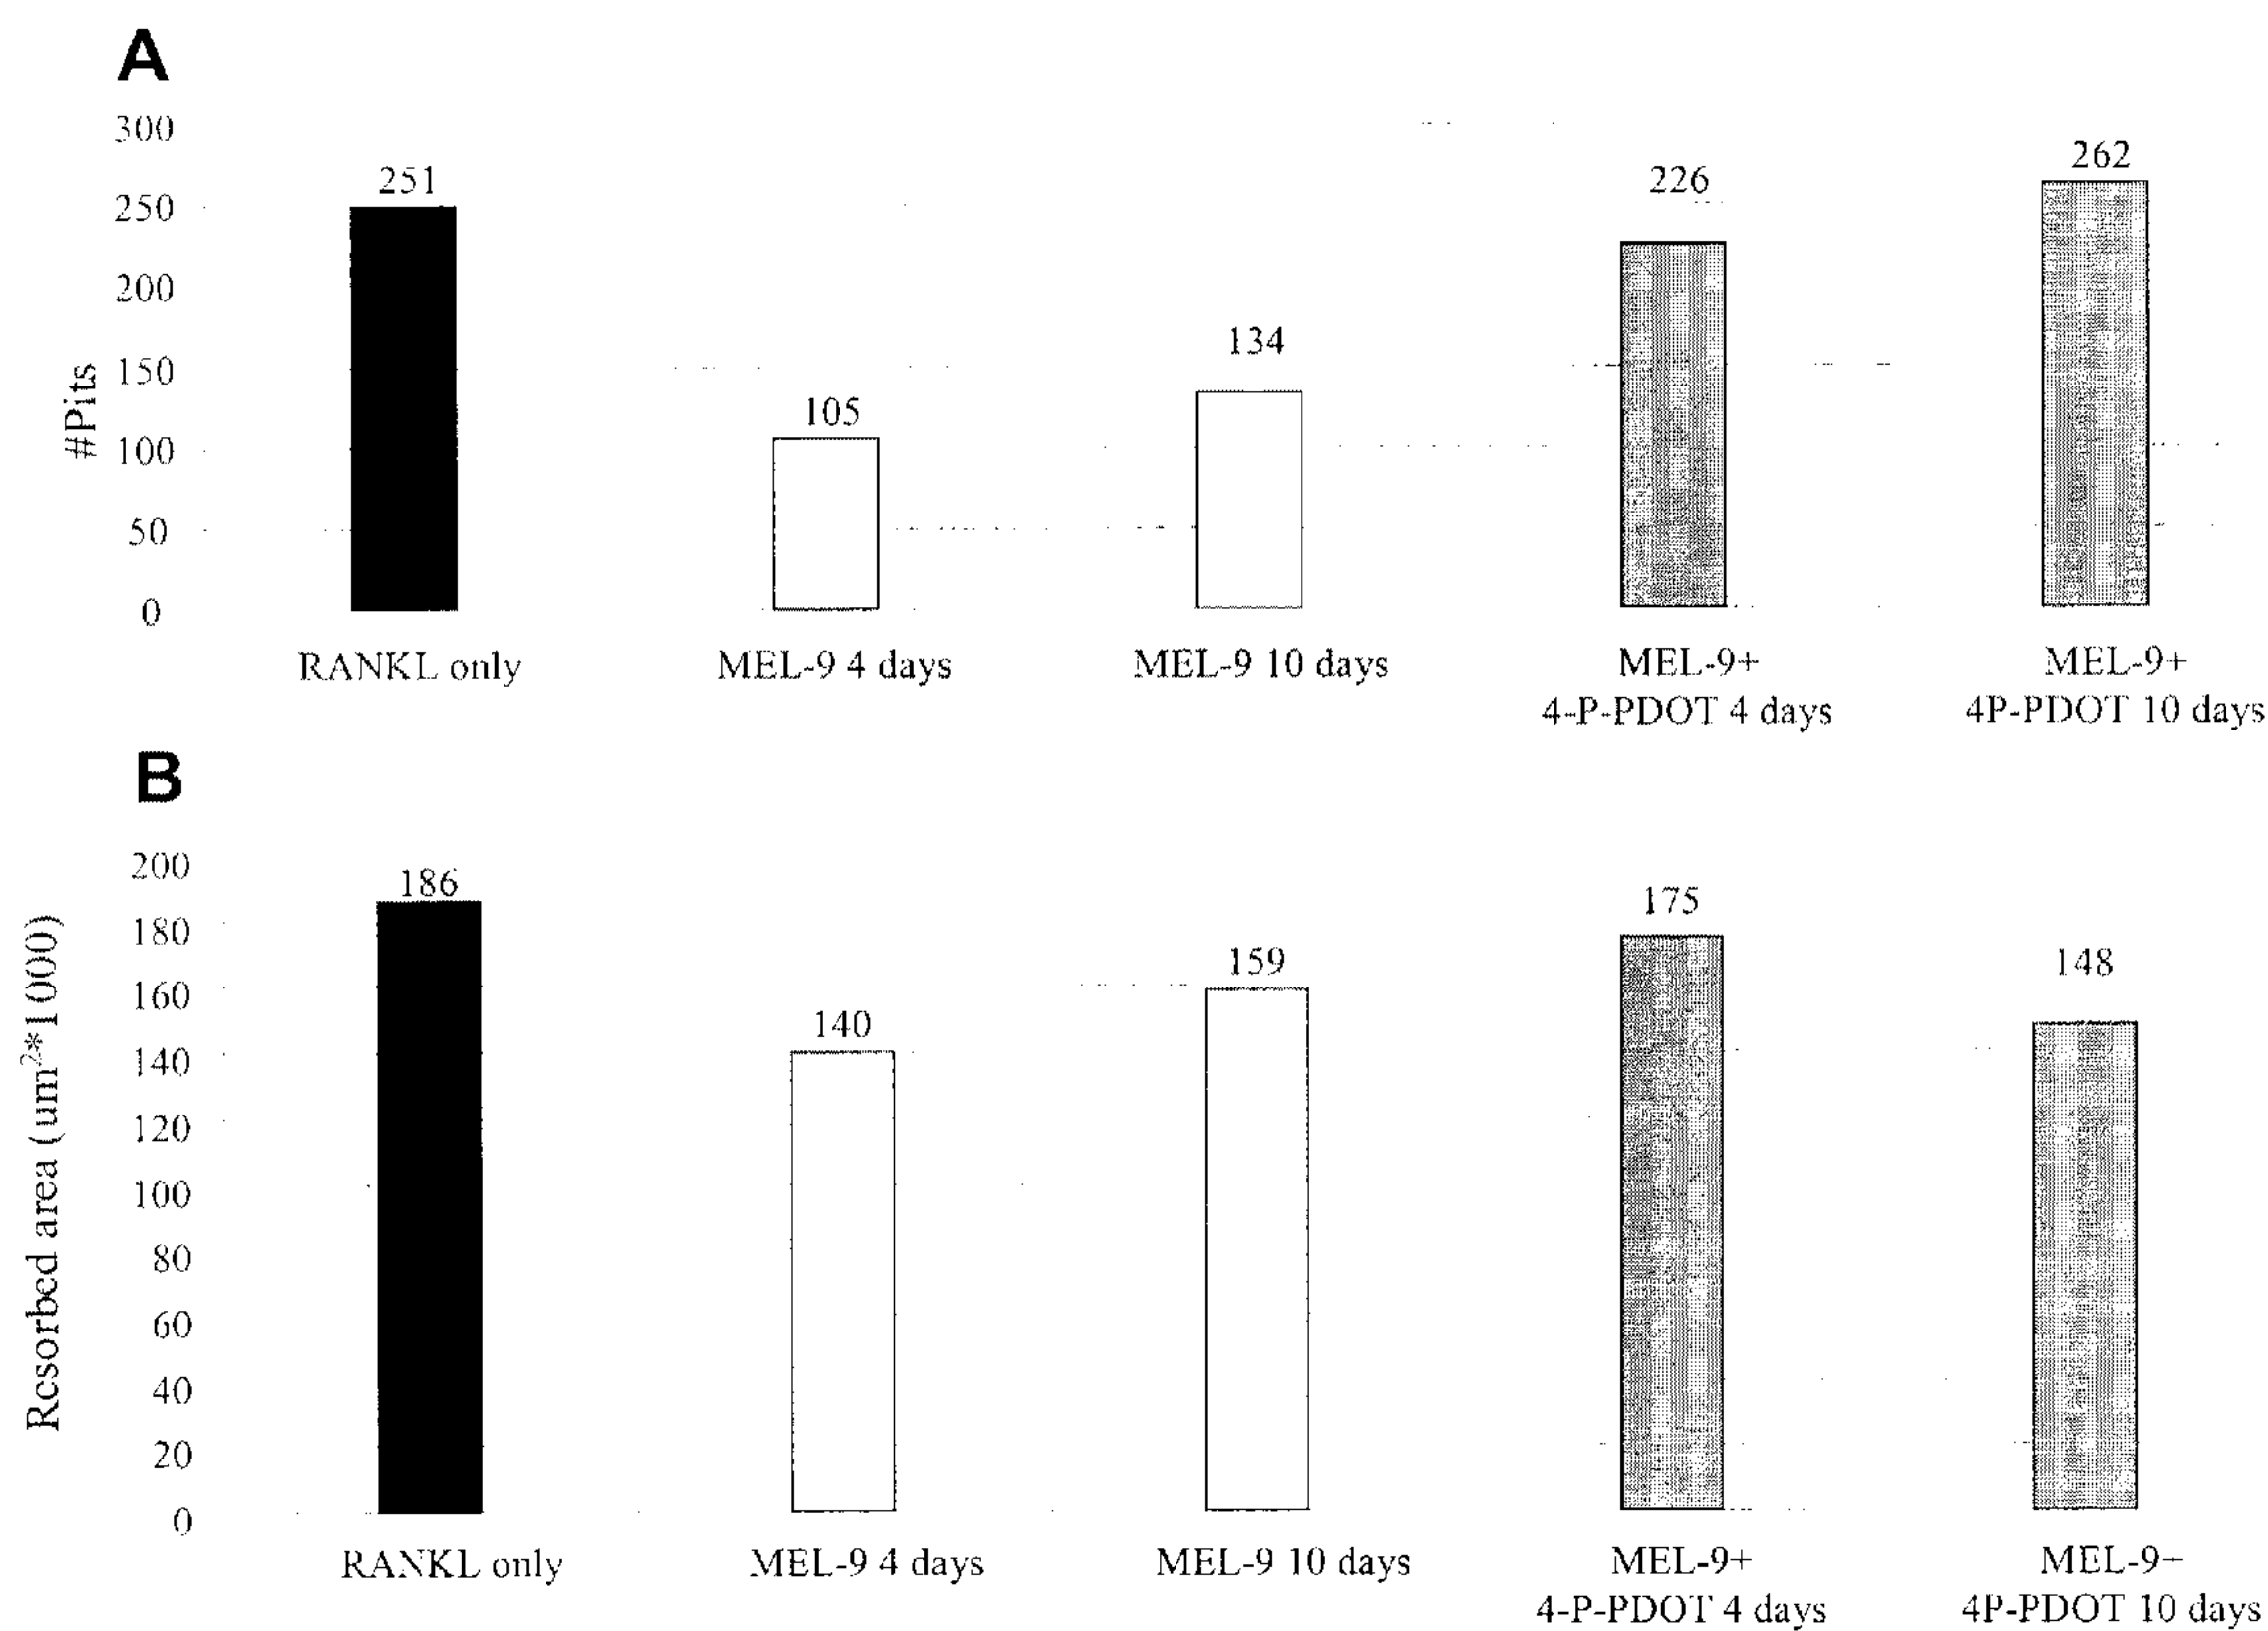 A
300
250
200
150
100
50
0
#Pits
251
105
134
226
262
RANKL only
MEL-9 4 days
MEL-9 10 days
MEL-9+
4-P-PDOT 4 days
MEL-9+
4P-PDOT 10 days
B
200
180
160
140
120
100
80
60
40
20
0
Resorbed area (um²*1000)
186
140
159
175
148
RANKL only
MEL-9 4 days
MEL-9 10 days
MEL-9+
4-P-PDOT 4 days
MEL-9+
4P-PDOT 10 days